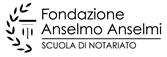 Fondazione
Anselmo Anselmi
SCUOLA DI NOTARIATO